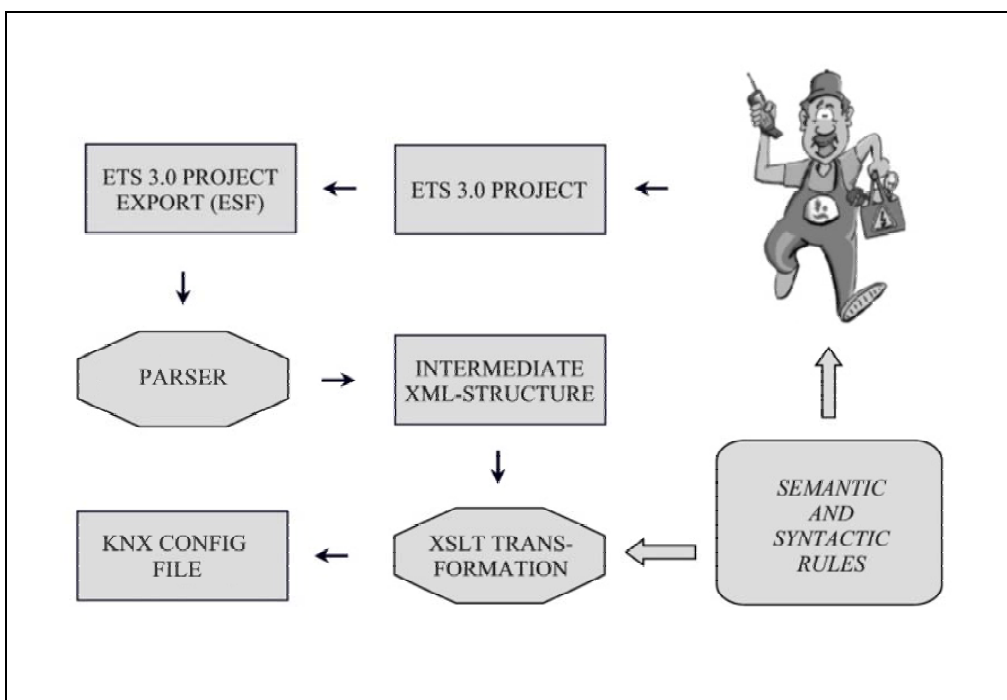 ETS 3.0 PROJECT
EXPORT (ESF)
ETS 3.0 PROJECT
PARSER
INTERMEDIATE
XML-STRUCTURE
SEMANTIC
AND
SYNTACTIC
RULES
KNX CONFIG
FILE
XSLT TRANS-
FORMATION